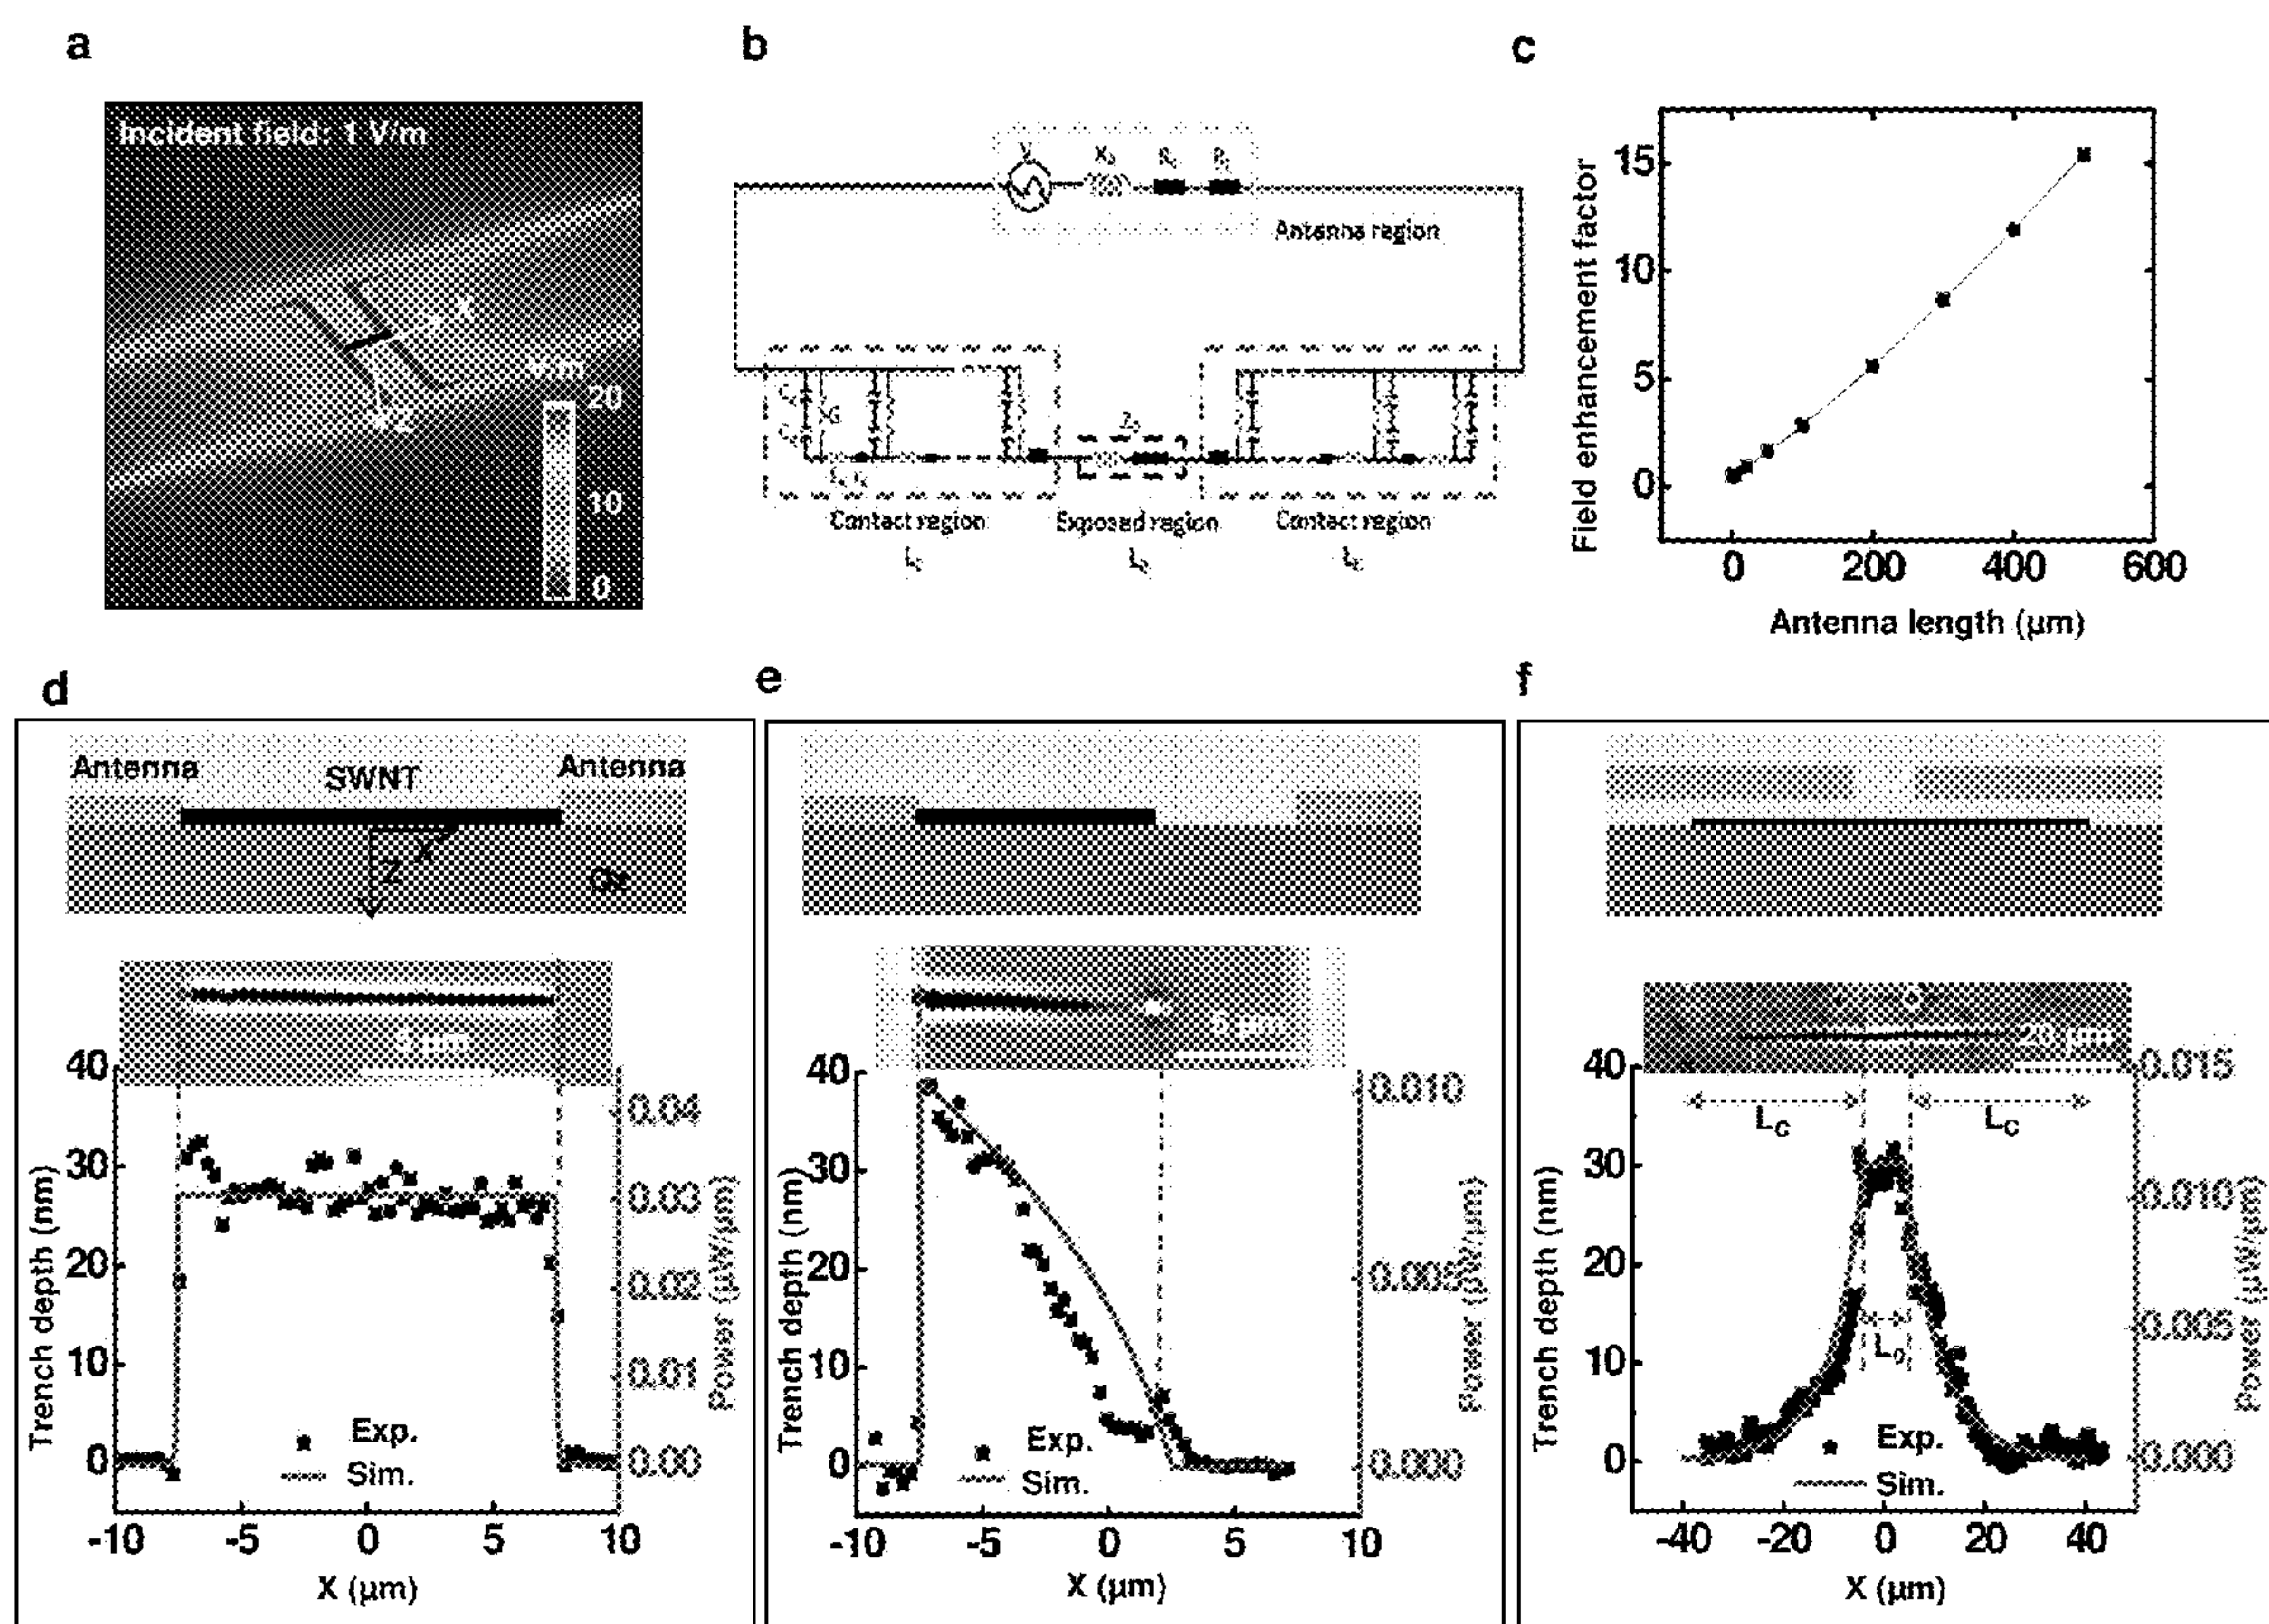 a
Incident field: 1 V/m
X
Z
V/m
20
10
0
b
V
Antenna region
Contact region
Exposed region
Contact region
c
Field enhancement factor
15
10
5
0
0 200 400 600
Antenna length (µm)
d
Antenna SWNT Antenna
X
Z
5 µm
Trench depth (nm)
40
30
20
10
0
0.04
0.03
0.02
0.01
0.00
Power (µW/µm)
Exp.
Sim.
-10 -5 0 5 10
X (µm)
e
5 µm
Trench depth (nm)
40
30
20
10
0
0.010
0.005
0.000
Power (µW/µm)
Exp.
Sim.
-10 -5 0 5 10
X (µm)
f
20 µm
L_C L_C
L_0
Trench depth (nm)
40
30
20
10
0
0.015
0.010
0.005
0.000
Power (µW/µm)
Exp.
Sim.
-40 -20 0 20 40
X (µm)